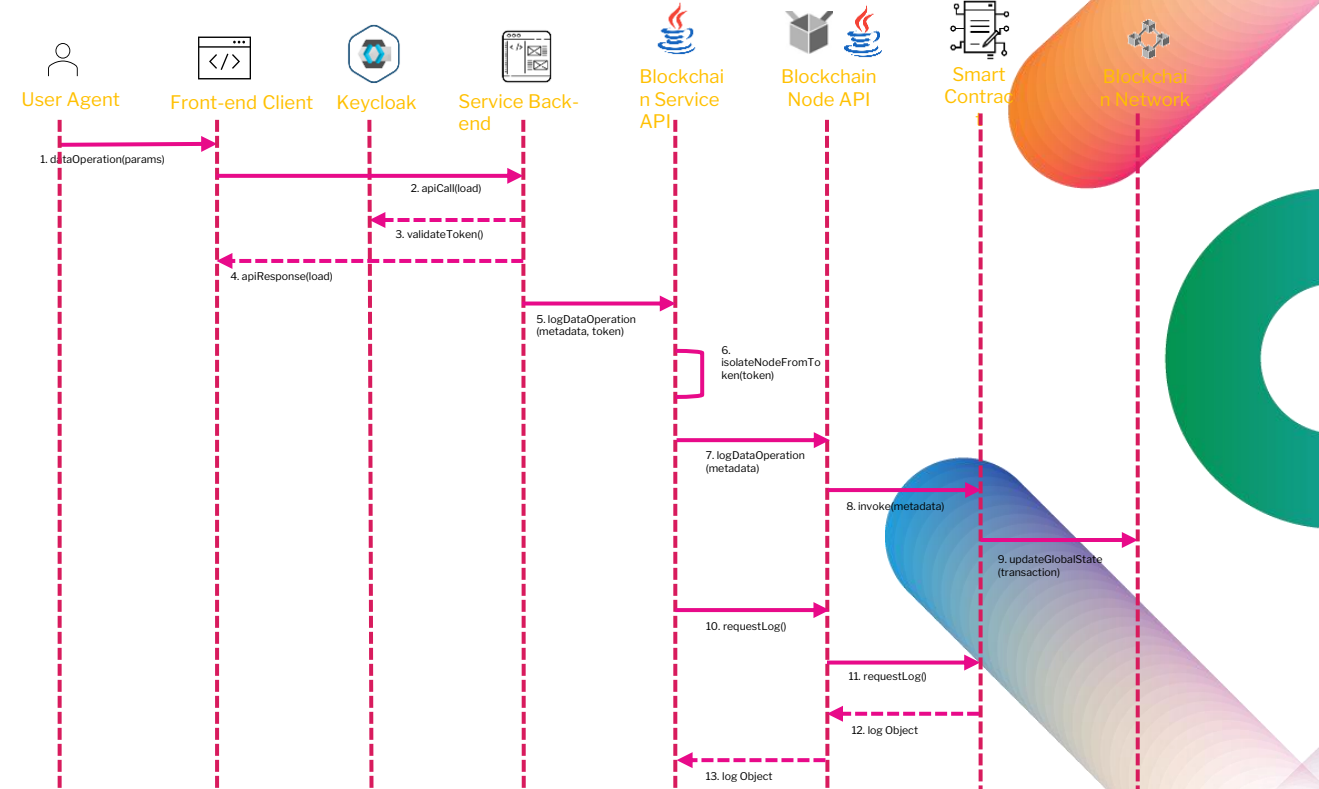 User Agent
Front-end Client
Keycloak
Service Back-
end
Blockchai
n Service
API
Blockchain
Node API
Smart
Contrac
Blockchai
n Network
1. dataOperation(params)
2. apiCall(load)
3. validateToken()
4. apiResponse(load)
5. logDataOperation
(metadata, token)
6.
isolateNodeFromTo
ken(token)
7. logDataOperation
(metadata)
8. invoke(metadata)
9. updateGlobalState
(transaction)
10. requestLog()
11. requestLog()
12. log Object
13. log Object